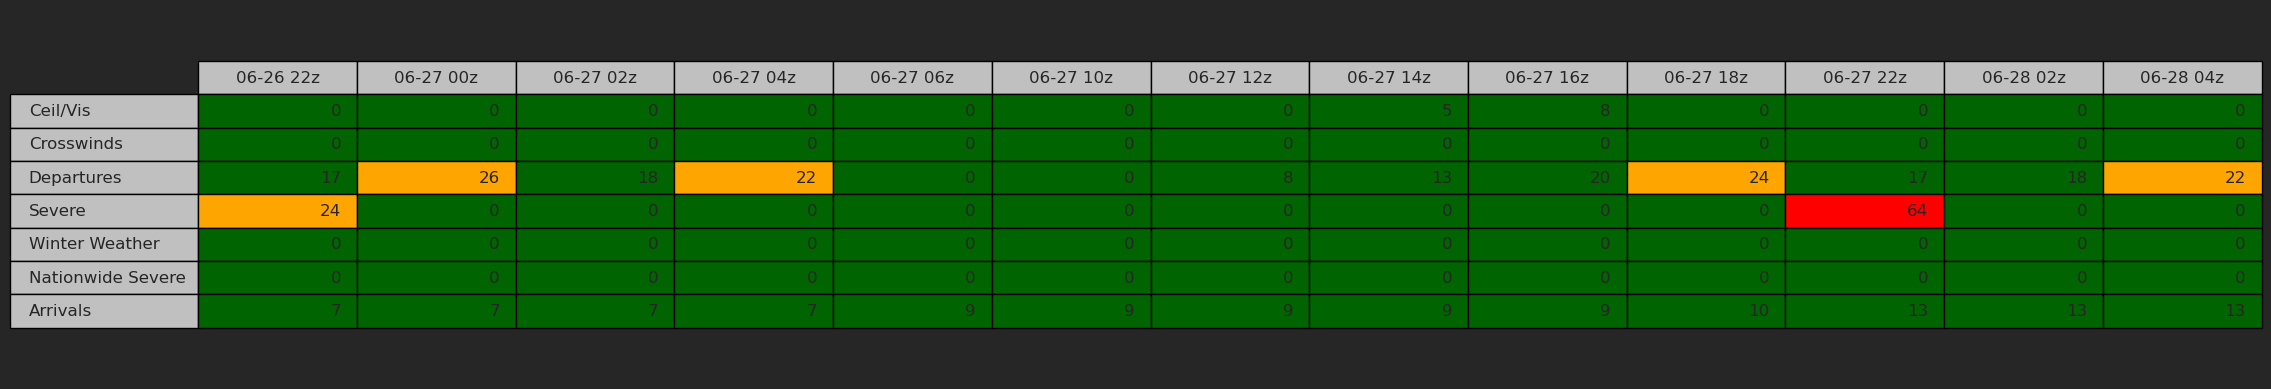 06-26 22z 06-27 00z 06-27 02z 06-27 04z 06-27 06z 06-27 10z 06-27 12z 06-27 14z 06-27 16z 06-27 18z 06-27 22z 06-28 02z 06-28 04z
Ceil/Vis 0 0 0 0 0 0 0 5 8 0 0 0 0
Crosswinds 0 0 0 0 0 0 0 0 0 0 0 0 0
Departures 17 26 18 22 0 0 8 13 20 24 17 18 22
Severe 24 0 0 0 0 0 0 0 0 0 64 0 0
Winter Weather 0 0 0 0 0 0 0 0 0 0 0 0 0
Nationwide Severe 0 0 0 0 0 0 0 0 0 0 0 0 0
Arrivals 7 7 7 7 9 9 9 9 9 10 13 13 13